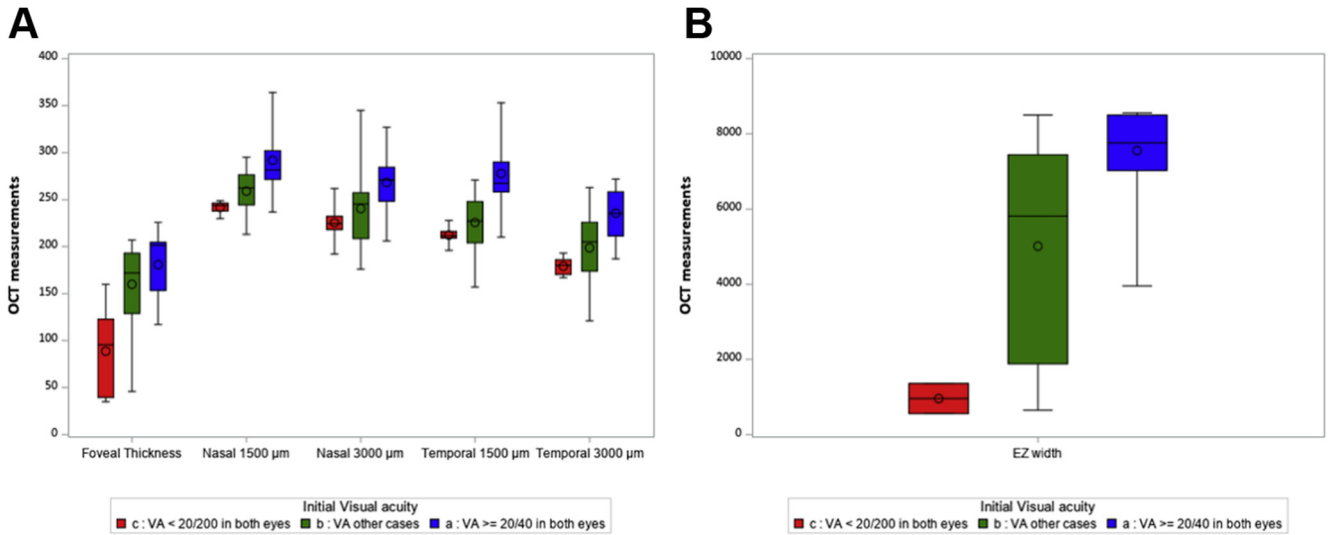 A
400
350
300
250
200
150
100
50
0
OCT measurements
Foveal Thickness Nasal 1500 µm Nasal 3000 µm Temporal 1500 µm Temporal 3000 µm
Initial Visual acuity
c : VA < 20/200 in both eyes b : VA other cases a : VA >= 20/40 in both eyes
B
10000
8000
6000
4000
2000
0
OCT measurements
EZ width
Initial Visual acuity
c : VA < 20/200 in both eyes b : VA other cases a : VA >= 20/40 in both eyes